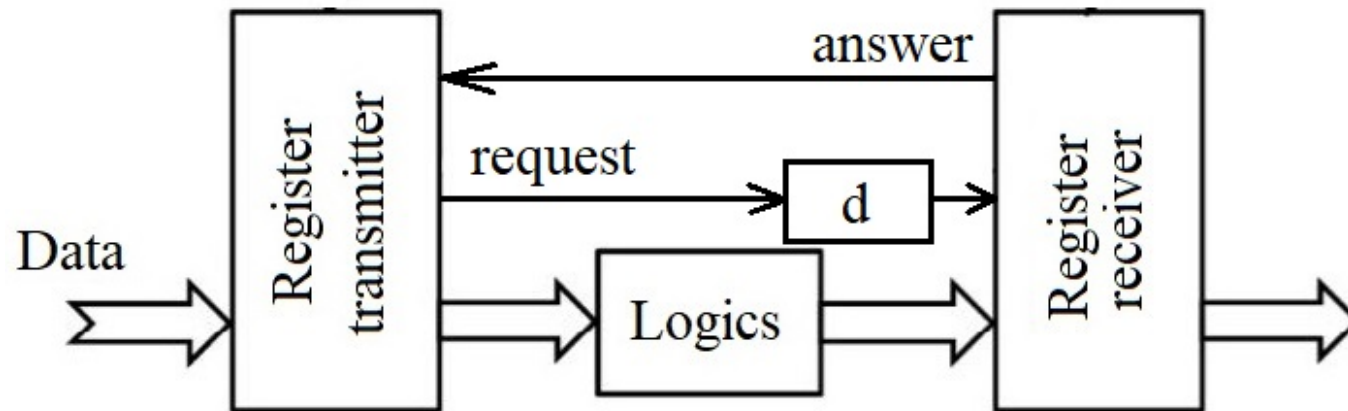 answer
request
d
Data
Register
transmitter
Logics
Register
receiver